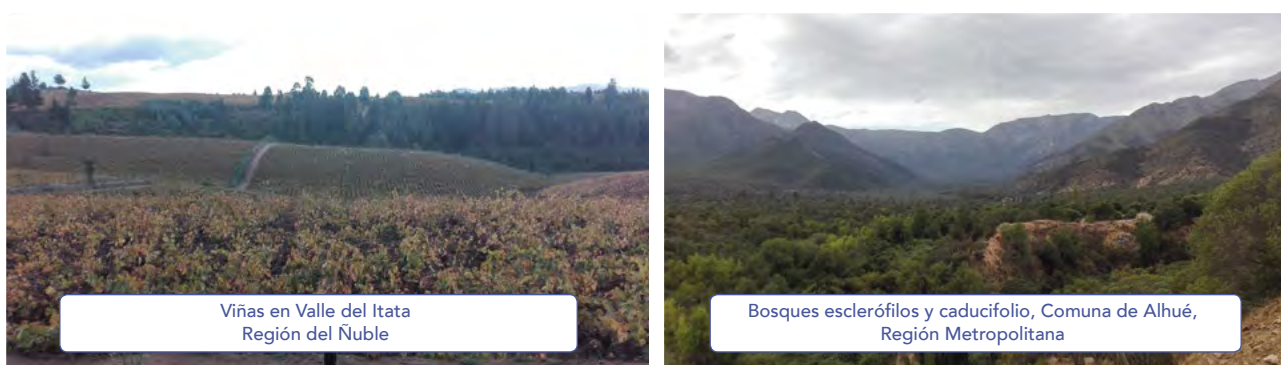 Viñas en Valle del Itata
Región del Ñuble
Bosques esclerófilos y caducifolio, Comuna de Alhué,
Región Metropolitana